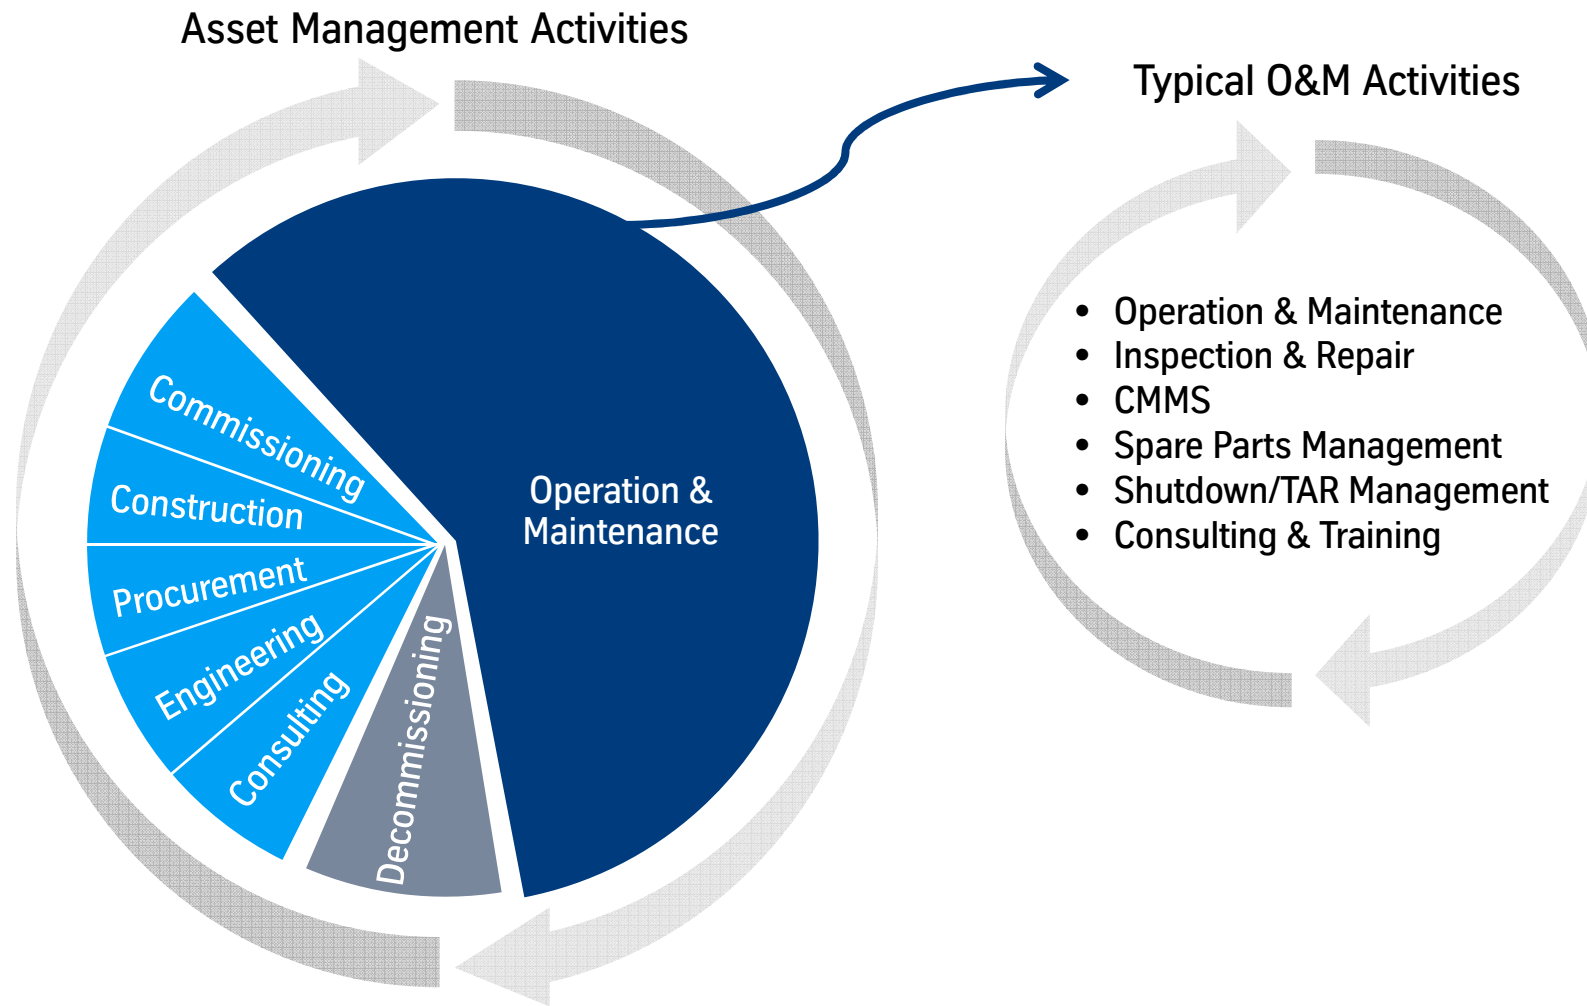 Asset Management Activities
Typical O&M Activities
Commissioning
Construction
Procurement
Engineering
Consulting
Decommissioning
Operation &
Maintenance
• Operation & Maintenance
• Inspection & Repair
• CMMS
• Spare Parts Management
• Shutdown/TAR Management
• Consulting & Training